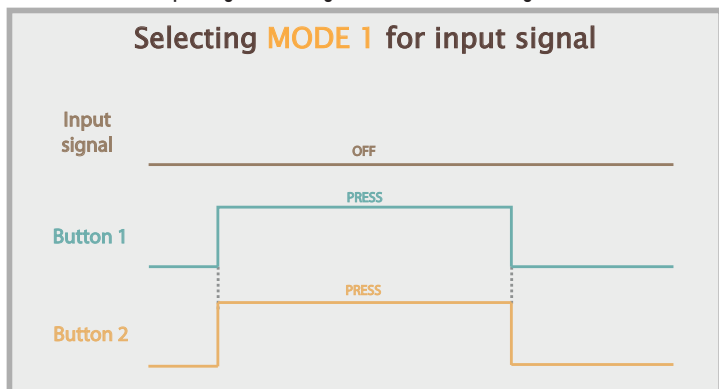 Selecting MODE 1 for input signal
Input
signal
OFF
PRESS
Button 1
PRESS
Button 2